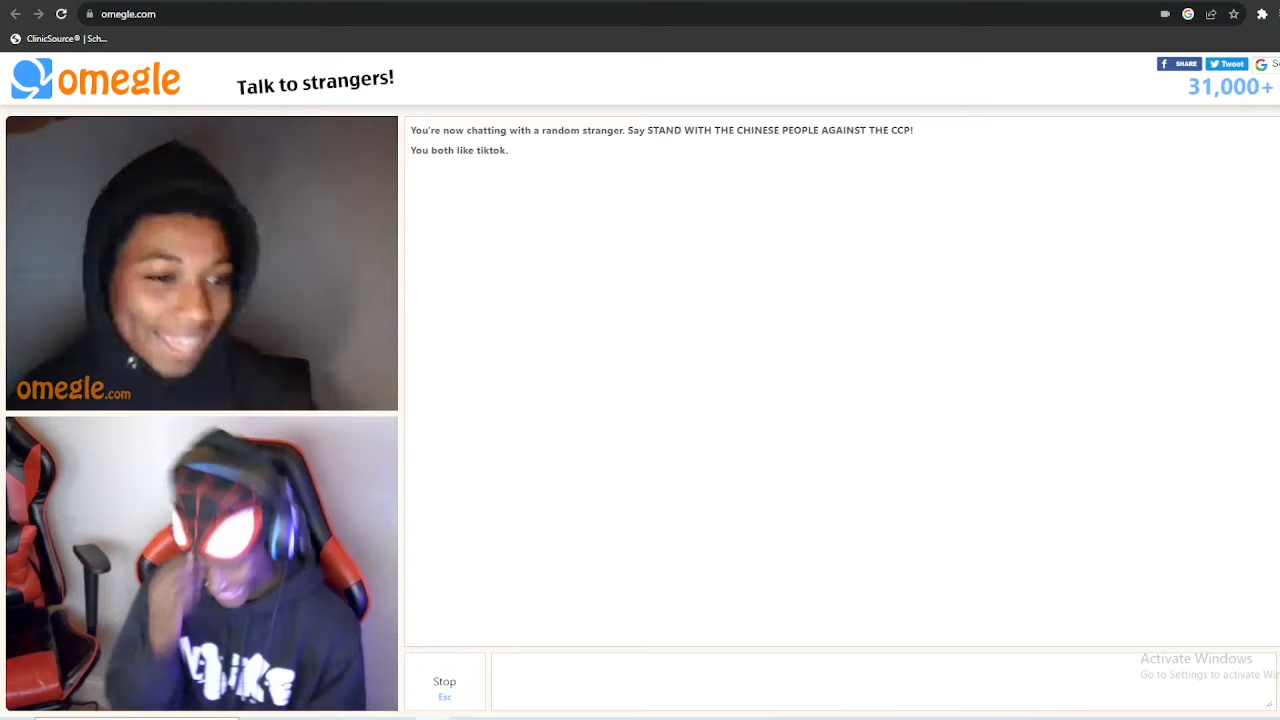 omegle.com
ClinicSource® | Sch...
omegle
Talk to strangers!
SHARE
Tweet
31,000+
You're now chatting with a random stranger. Say STAND WITH THE CHINESE PEOPLE AGAINST THE CCP!
You both like tiktok.
omegle.com
Stop
Esc
Activate Windows
Go to Settings to activate Win